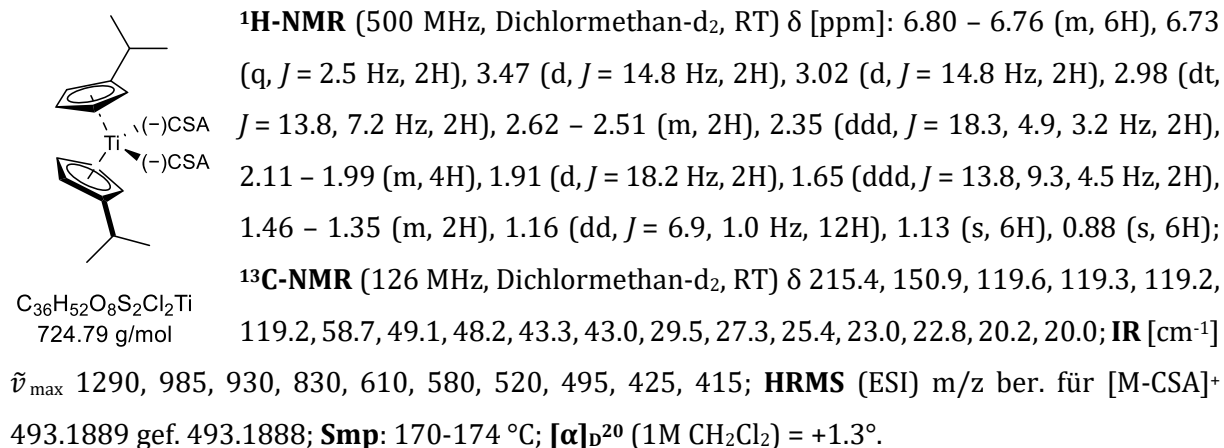 ¹H-NMR (500 MHz, Dichlormethan-d₂, RT) δ [ppm]: 6.80 – 6.76 (m, 6H), 6.73
(q, J = 2.5 Hz, 2H), 3.47 (d, J = 14.8 Hz, 2H), 3.02 (d, J = 14.8 Hz, 2H), 2.98 (dt,
J = 13.8, 7.2 Hz, 2H), 2.62 – 2.51 (m, 2H), 2.35 (ddd, J = 18.3, 4.9, 3.2 Hz, 2H),
2.11 – 1.99 (m, 4H), 1.91 (d, J = 18.2 Hz, 2H), 1.65 (ddd, J = 13.8, 9.3, 4.5 Hz, 2H),
1.46 – 1.35 (m, 2H), 1.16 (dd, J = 6.9, 1.0 Hz, 12H), 1.13 (s, 6H), 0.88 (s, 6H);
¹³C-NMR (126 MHz, Dichlormethan-d₂, RT) δ 215.4, 150.9, 119.6, 119.3, 119.2,
119.2, 58.7, 49.1, 48.2, 43.3, 43.0, 29.5, 27.3, 25.4, 23.0, 22.8, 20.2, 20.0; IR [cm⁻¹]
ṽ max 1290, 985, 930, 830, 610, 580, 520, 495, 425, 415; HRMS (ESI) m/z ber. für [M-CSA]⁺
493.1889 gef. 493.1888; Smp: 170-174 °C; [α]D²⁰ (1M CH₂Cl₂) = +1.3°.
(−)CSA
Ti
(−)CSA
C₃₆H₅₂O₈S₂Cl₂Ti
724.79 g/mol